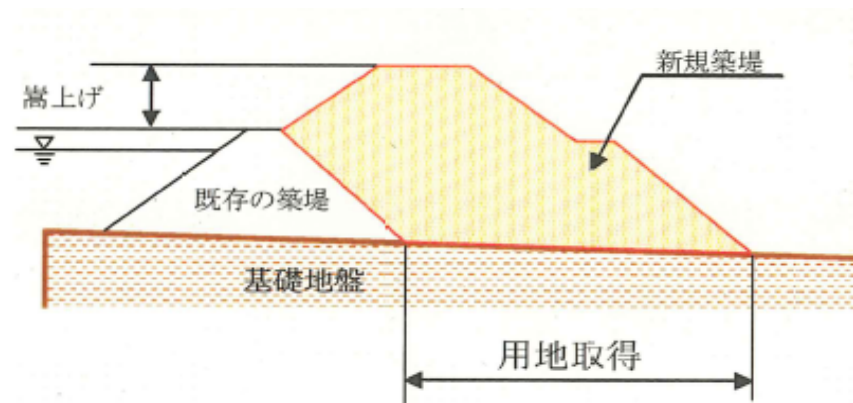 新規築堤
嵩上げ
既存の築堤
基礎地盤
用地取得